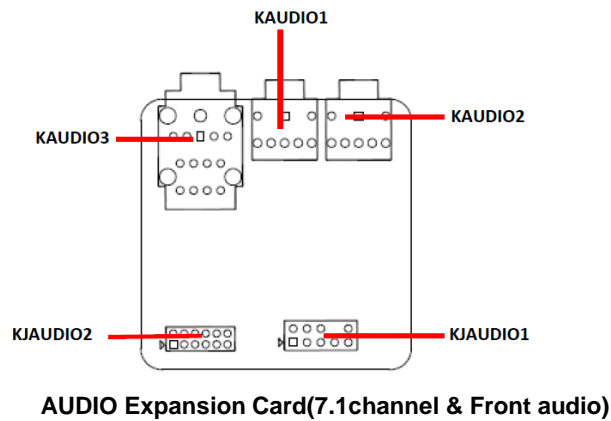 KAUDIO1
KAUDIO2
KAUDIO3
KJAUDIO2
KJAUDIO1
AUDIO Expansion Card(7.1channel & Front audio)